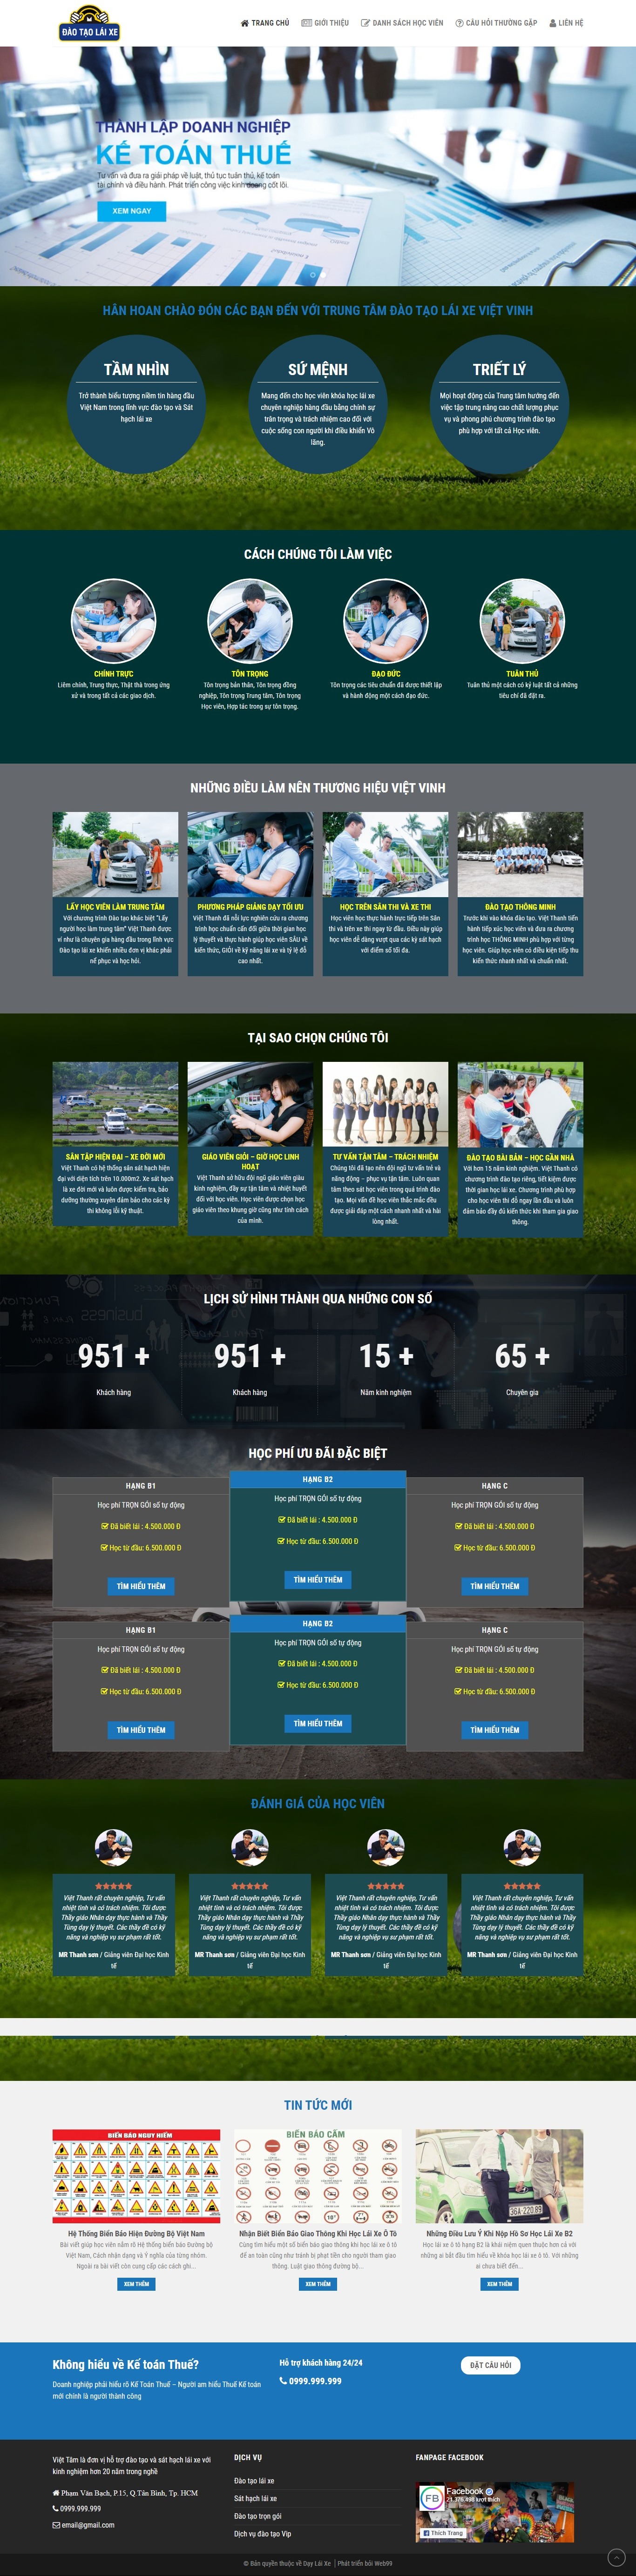 ĐÀO TẠO LÁI XE
TRANG CHỦ
GIỚI THIỆU
DANH SÁCH HỌC VIÊN
CÂU HỎI THƯỜNG GẶP
LIÊN HỆ
THÀNH LẬP DOANH NGHIỆP
KẾ TOÁN THUẾ
Tư vấn và đưa ra giải pháp về luật, thủ tục tuân thủ, kế toán
tài chính và điều hành. Phát triển công việc kinh doanh cốt lõi.
XEM NGAY
HÂN HOAN CHÀO ĐÓN CÁC BẠN ĐẾN VỚI TRUNG TÂM ĐÀO TẠO LÁI XE VIỆT VINH
TẦM NHÌN
Trở thành biểu tượng niềm tin hàng đầu
Việt Nam trong lĩnh vực đào tạo và Sát
hạch lái xe
SỨ MỆNH
Mang đến cho học viên khóa học lái xe
chuyên nghiệp hàng đầu bằng chính sự
trân trọng và trách nhiệm cao đối với
cuộc sống con người khi điều khiển Vô
lăng.
TRIẾT LÝ
Mọi hoạt động của Trung tâm hướng đến
việc tập trung nâng cao chất lượng phục
vụ và phong phú chương trình đào tạo
phù hợp với tất cả Học viên.
CÁCH CHÚNG TÔI LÀM VIỆC
CHÍNH TRỰC
Liêm chính, Trung thực, Thật thà trong ứng
xử và trong tất cả các giao dịch.
TÔN TRỌNG
Tôn trọng bản thân, Tôn trọng đồng
nghiệp, Tôn trọng Trung tâm, Tôn trọng
Học viên, Hợp tác trong sự tôn trọng.
ĐẠO ĐỨC
Tôn trọng các tiêu chuẩn đã được thiết lập
và hành động một cách đạo đức.
TUÂN THỦ
Tuân thủ một cách có kỷ luật tất cả những
tiêu chí đã đặt ra.
NHỮNG ĐIỀU LÀM NÊN THƯƠNG HIỆU VIỆT VINH
LẤY HỌC VIÊN LÀM TRUNG TÂM
Với chương trình Đào tạo khác biệt “Lấy
người học làm trung tâm” Việt Thanh được
ví như là chuyên gia hàng đầu trong lĩnh vực
Đào tạo lái xe khiến nhiều đơn vị khác phải
nể phục và học hỏi.
PHƯƠNG PHÁP GIẢNG DẠY TỐI ƯU
Việt Thanh đã nỗi lực nghiên cứu ra chương
trình học chuẩn cân đối giữa thời gian học
lý thuyết và thực hành giúp học viên SÂU về
kiến thức, GIỎI về kỹ năng lái xe và tỷ lệ đỗ
cao nhất.
HỌC TRÊN SÂN THI VÀ XE THI
Học viên học thực hành trực tiếp trên Sân
thi và trên xe thi ngay từ đầu. Điều này giúp
học viên dễ dàng vượt qua các kỳ sát hạch
với điểm số tối đa.
ĐÀO TẠO THÔNG MINH
Trước khi vào khóa đào tạo. Việt Thanh tiến
hành tiếp xúc học viên và đưa ra chương
trình học THÔNG MINH phù hợp với từng
học viên. Giúp học viên có điều kiện tiếp thu
kiến thức nhanh nhất và chuẩn nhất.
TẠI SAO CHỌN CHÚNG TÔI
SÂN TẬP HIỆN ĐẠI – XE ĐỜI MỚI
Việt Thanh có hệ thống sân sát hạch hiện
đại với diện tích trên 10.000m2. Xe sát hạch
là xe đời mới và luôn được kiểm tra, bảo
dưỡng thường xuyên đảm bảo cho các kỳ
thi không lỗi kỹ thuật.
GIÁO VIÊN GIỎI – GIỜ HỌC LINH
HOẠT
Việt Thanh sở hữu đội ngũ giáo viên giàu
kinh nghiệm, đầy sự tận tâm và nhiệt huyết
đối với học viên. Học viên được chọn học
giáo viên theo khung giờ cũng như tính cách
của mình.
TƯ VẤN TẬN TÂM – TRÁCH NHIỆM
Chúng tôi đã tạo nên đội ngũ tư vấn trẻ và
năng động – phục vụ tận tâm. Luôn quan
tâm theo sát học viên trong quá trình đào
tạo. Mọi vấn đề học viên thắc mắc đều
được giải đáp một cách nhanh nhất và hài
lòng nhất.
ĐÀO TẠO BÀI BẢN – HỌC GẦN NHÀ
Với hơn 15 năm kinh nghiệm. Việt Thanh có
chương trình đào tạo riêng, tiết kiệm được
thời gian học lái xe. Chương trình phù hợp
cho học viên thi đỗ ngay lần đầu và luôn
đảm bảo đầy đủ kiến thức khi tham gia giao
thông.
LỊCH SỬ HÌNH THÀNH QUA NHỮNG CON SỐ
951 +
Khách hàng
951 +
Khách hàng
15 +
Năm kinh nghiệm
65 +
Chuyên gia
HỌC PHÍ ƯU ĐÃI ĐẶC BIỆT
HẠNG B1
Học phí TRỌN GÓI số tự động
Đã biết lái : 4.500.000 Đ
Học từ đầu: 6.500.000 Đ
TÌM HIỂU THÊM
HẠNG B2
Học phí TRỌN GÓI số tự động
Đã biết lái : 4.500.000 Đ
Học từ đầu: 6.500.000 Đ
TÌM HIỂU THÊM
HẠNG C
Học phí TRỌN GÓI số tự động
Đã biết lái : 4.500.000 Đ
Học từ đầu: 6.500.000 Đ
TÌM HIỂU THÊM
HẠNG B1
Học phí TRỌN GÓI số tự động
Đã biết lái : 4.500.000 Đ
Học từ đầu: 6.500.000 Đ
TÌM HIỂU THÊM
HẠNG B2
Học phí TRỌN GÓI số tự động
Đã biết lái : 4.500.000 Đ
Học từ đầu: 6.500.000 Đ
TÌM HIỂU THÊM
HẠNG C
Học phí TRỌN GÓI số tự động
Đã biết lái : 4.500.000 Đ
Học từ đầu: 6.500.000 Đ
TÌM HIỂU THÊM
ĐÁNH GIÁ CỦA HỌC VIÊN
Việt Thanh rất chuyên nghiệp, Tư vấn
nhiệt tình và có trách nhiệm. Tôi được
Thầy giáo Nhân dạy thực hành và Thầy
Tùng dạy lý thuyết. Các thầy đề có kỹ
năng và nghiệp vụ sư phạm rất tốt.
MR Thanh sơn / Giảng viên Đại học Kinh
tế
Việt Thanh rất chuyên nghiệp, Tư vấn
nhiệt tình và có trách nhiệm. Tôi được
Thầy giáo Nhân dạy thực hành và Thầy
Tùng dạy lý thuyết. Các thầy đề có kỹ
năng và nghiệp vụ sư phạm rất tốt.
MR Thanh sơn / Giảng viên Đại học Kinh
tế
Việt Thanh rất chuyên nghiệp, Tư vấn
nhiệt tình và có trách nhiệm. Tôi được
Thầy giáo Nhân dạy thực hành và Thầy
Tùng dạy lý thuyết. Các thầy đề có kỹ
năng và nghiệp vụ sư phạm rất tốt.
MR Thanh sơn / Giảng viên Đại học Kinh
tế
Việt Thanh rất chuyên nghiệp, Tư vấn
nhiệt tình và có trách nhiệm. Tôi được
Thầy giáo Nhân dạy thực hành và Thầy
Tùng dạy lý thuyết. Các thầy đề có kỹ
năng và nghiệp vụ sư phạm rất tốt.
MR Thanh sơn / Giảng viên Đại học Kinh
tế
TIN TỨC MỚI
BIỂN BÁO NGUY HIỂM
Hệ Thống Biển Báo Hiện Đường Bộ Việt Nam
Bài viết giúp học viên nắm rõ Hệ thống biển báo Đường bộ
Việt Nam, Cách nhận dạng và Ý nghĩa của từng nhóm.
Ngoài ra bài viết còn cung cấp các cách ghi...
XEM THÊM
BIỂN BÁO CẤM
Nhận Biết Biển Báo Giao Thông Khi Học Lái Xe Ô Tô
Cùng tìm hiểu một số biển báo giao thông khi học lái xe ô tô
để an toàn cũng như tránh bị phạt tiền cho người tham giao
thông. Luật giao thông đường bộ...
XEM THÊM
36A-220.89
Những Điều Lưu Ý Khi Nộp Hồ Sơ Học Lái Xe B2
Học lái xe ô tô hạng B2 là khái niệm quen thuộc hơn cả với
những ai bắt đầu tìm hiểu về khóa học lái xe ô tô. Với những
ai chưa biết đến...
XEM THÊM
Không hiểu về Kế toán Thuế?
Doanh nghiệp phải hiểu rõ Kế Toán Thuế – Người am hiểu Thuế Kế toán
mới chính là người thành công
Hỗ trợ khách hàng 24/24
0999.999.999
ĐẶT CÂU HỎI
Việt Tâm là đơn vị hỗ trợ đào tạo và sát hạch lái xe với
kinh nghiệm hơn 20 năm trong nghề
Phạm Văn Bạch, P.15, Q.Tân Bình, Tp. HCM
0999.999.999
email@gmail.com
DỊCH VỤ
Đào tạo lái xe
Sát hạch lái xe
Đào tạo trọn gói
Dịch vụ đào tạo Vip
FANPAGE FACEBOOK
FB
Facebook
lượt thích
Thích Trang
© Bản quyền thuộc về Dạy Lái Xe | Phát triển bởi Web99